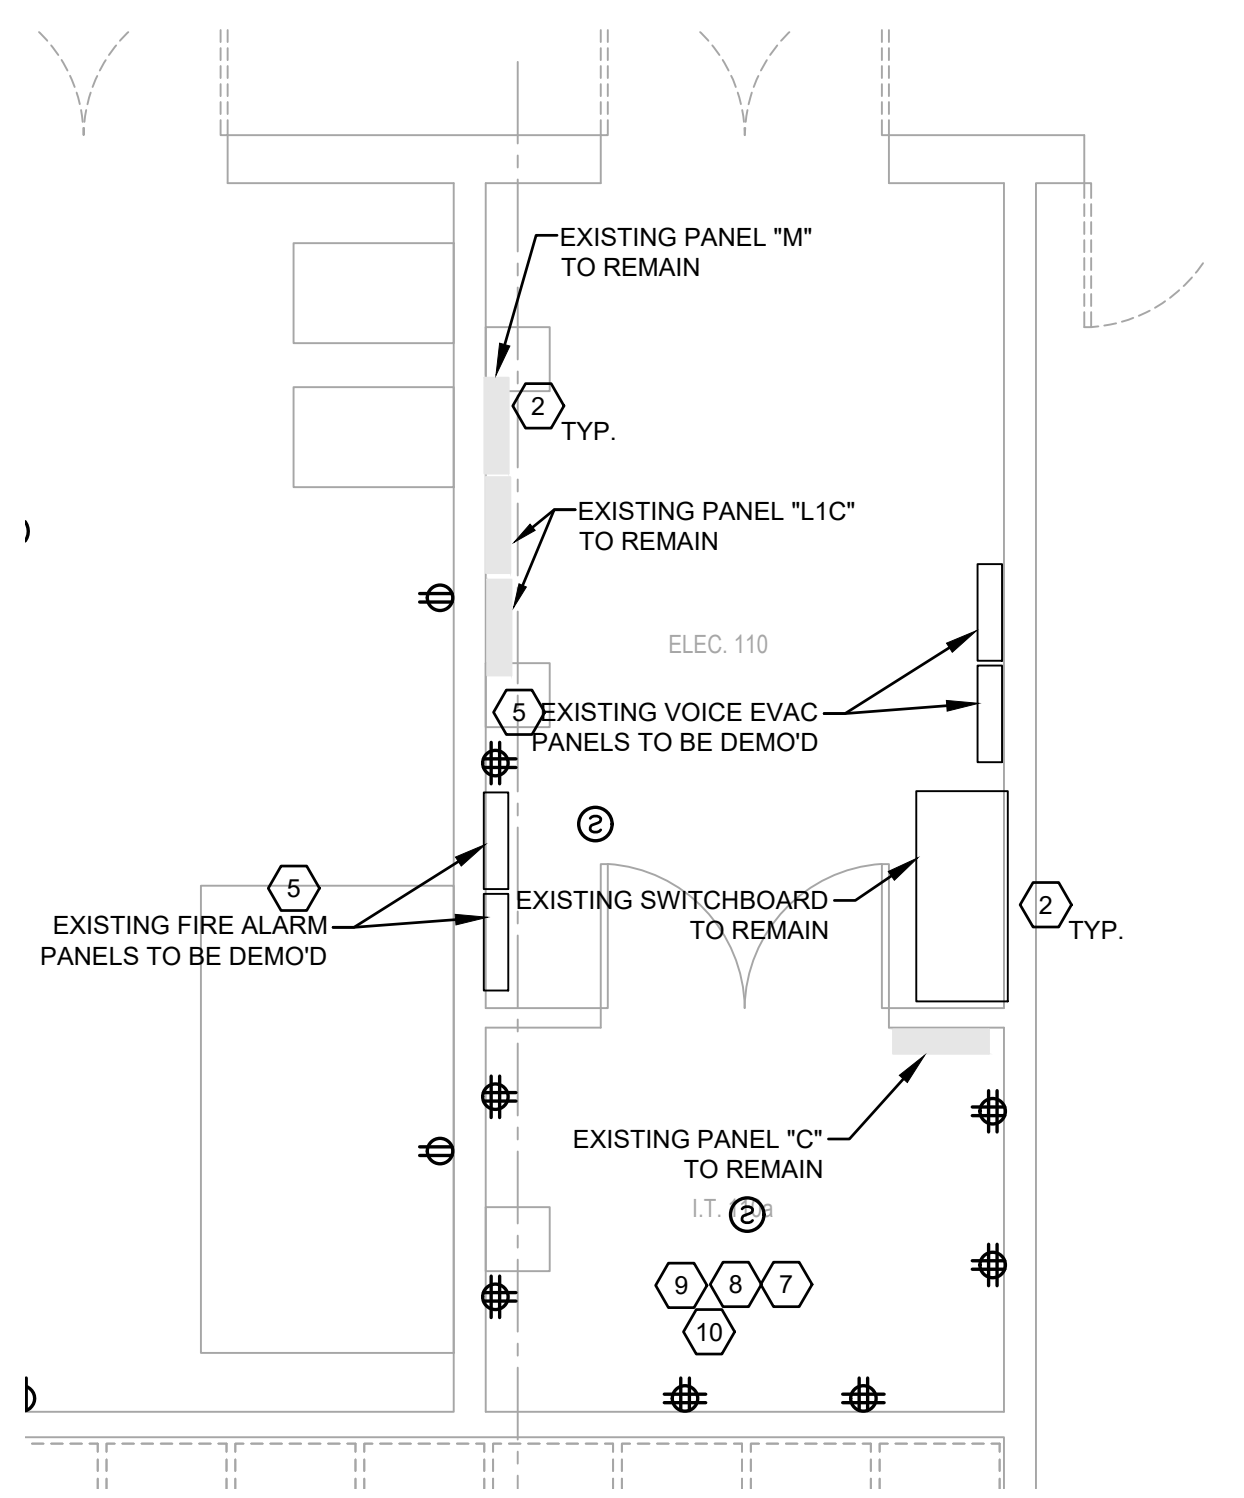 EXISTING PANEL "M"
TO REMAIN
2
TYP.
EXISTING PANEL "L1C"
TO REMAIN
ELEC. 110
5
EXISTING VOICE EVAC
PANELS TO BE DEMO'D
S
5
EXISTING FIRE ALARM
PANELS TO BE DEMO'D
EXISTING SWITCHBOARD
TO REMAIN
2
TYP.
EXISTING PANEL "C"
TO REMAIN
I.T. 110a
S
9
8
7
10